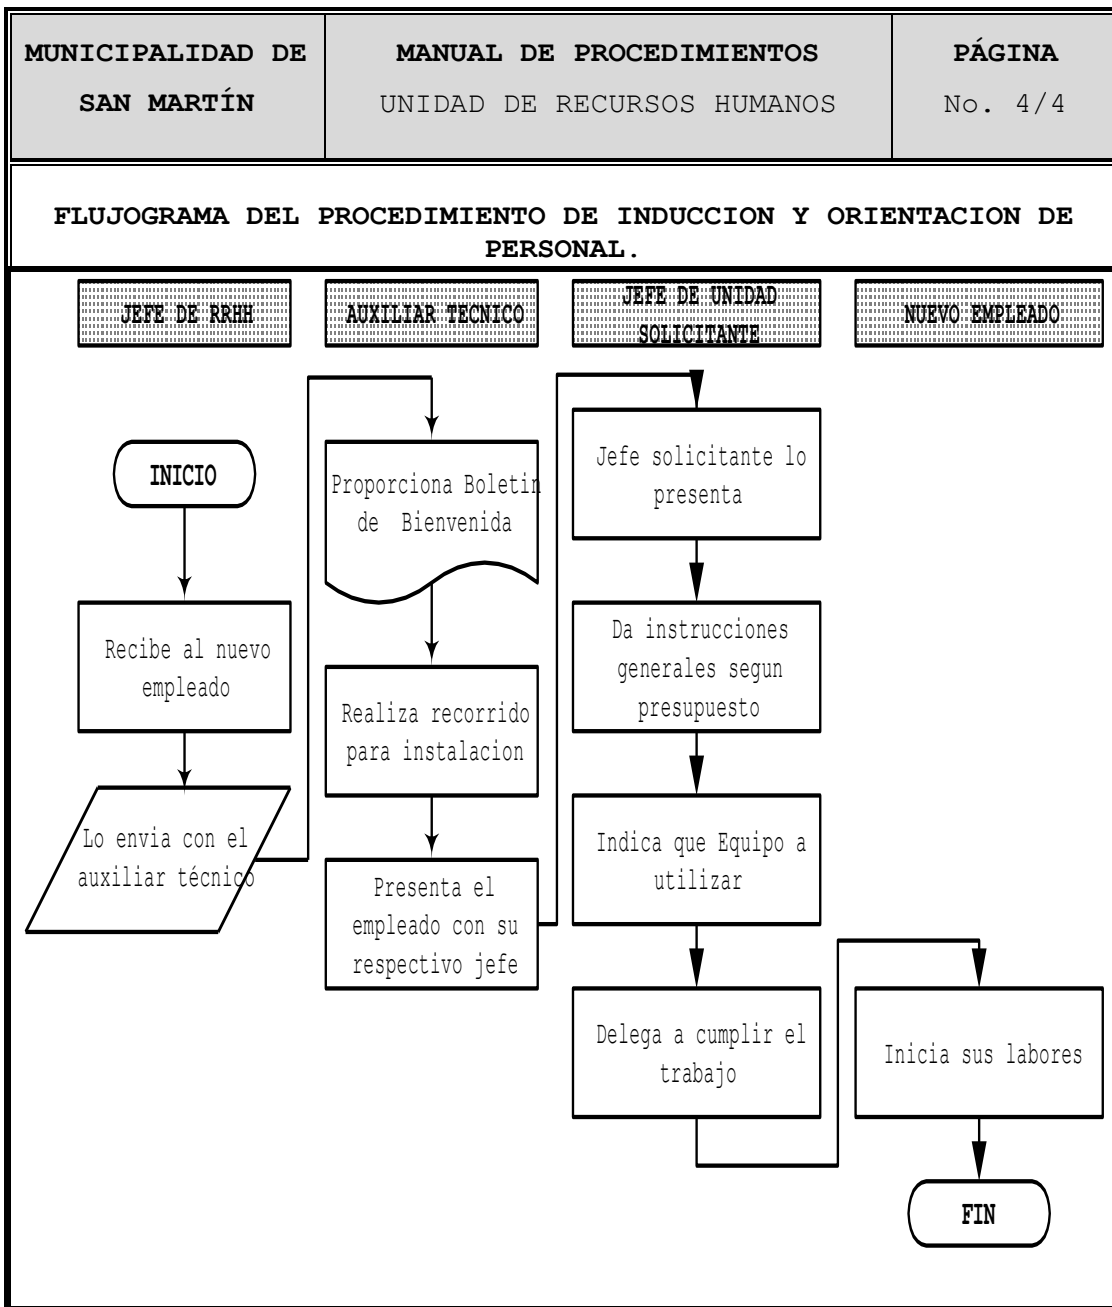 MUNICIPALIDAD DE
SAN MARTÍN
MANUAL DE PROCEDIMIENTOS
UNIDAD DE RECURSOS HUMANOS
PÁGINA
No. 4/4
FLUJOGRAMA DEL PROCEDIMIENTO DE INDUCCION Y ORIENTACION DE
PERSONAL.
JEFE DE RRHH
AUXILIAR TECNICO
JEFE DE UNIDAD
SOLICITANTE
NUEVO EMPLEADO
INICIO
Recibe al nuevo
empleado
Lo envia con el
auxiliar técnico
Proporciona Boletin
de Bienvenida
Realiza recorrido
para instalacion
Presenta el
empleado con su
respectivo jefe
Jefe solicitante lo
presenta
Da instrucciones
generales segun
presupuesto
Indica que Equipo a
utilizar
Delega a cumplir el
trabajo
Inicia sus labores
FIN